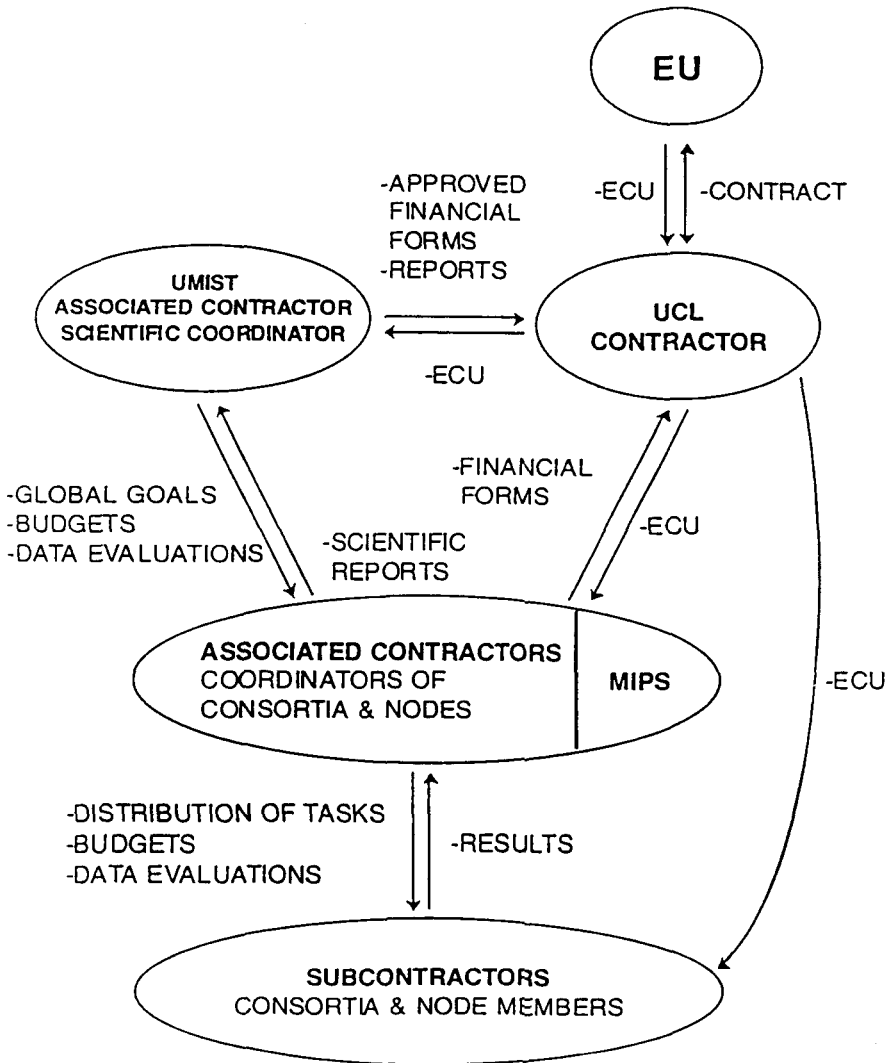 EU
-ECU
-CONTRACT
-APPROVED
FINANCIAL
FORMS
-REPORTS
UMIST
ASSOCIATED CONTRACTOR
SCIENTIFIC COORDINATOR
UCL
CONTRACTOR
-ECU
-GLOBAL GOALS
-BUDGETS
-DATA EVALUATIONS
-SCIENTIFIC
REPORTS
-FINANCIAL
FORMS
-ECU
ASSOCIATED CONTRACTORS
COORDINATORS OF
CONSORTIA & NODES
MIPS
-ECU
-DISTRIBUTION OF TASKS
-BUDGETS
-DATA EVALUATIONS
-RESULTS
SUBCONTRACTORS
CONSORTIA & NODE MEMBERS